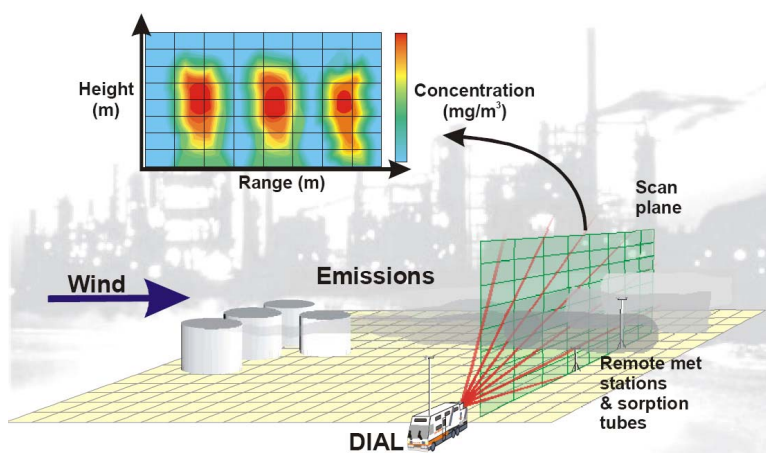 Height
(m)
Range (m)
Concentration
(mg/m³)
Scan
plane
Wind
Emissions
Remote met
stations
& sorption
tubes
DIAL